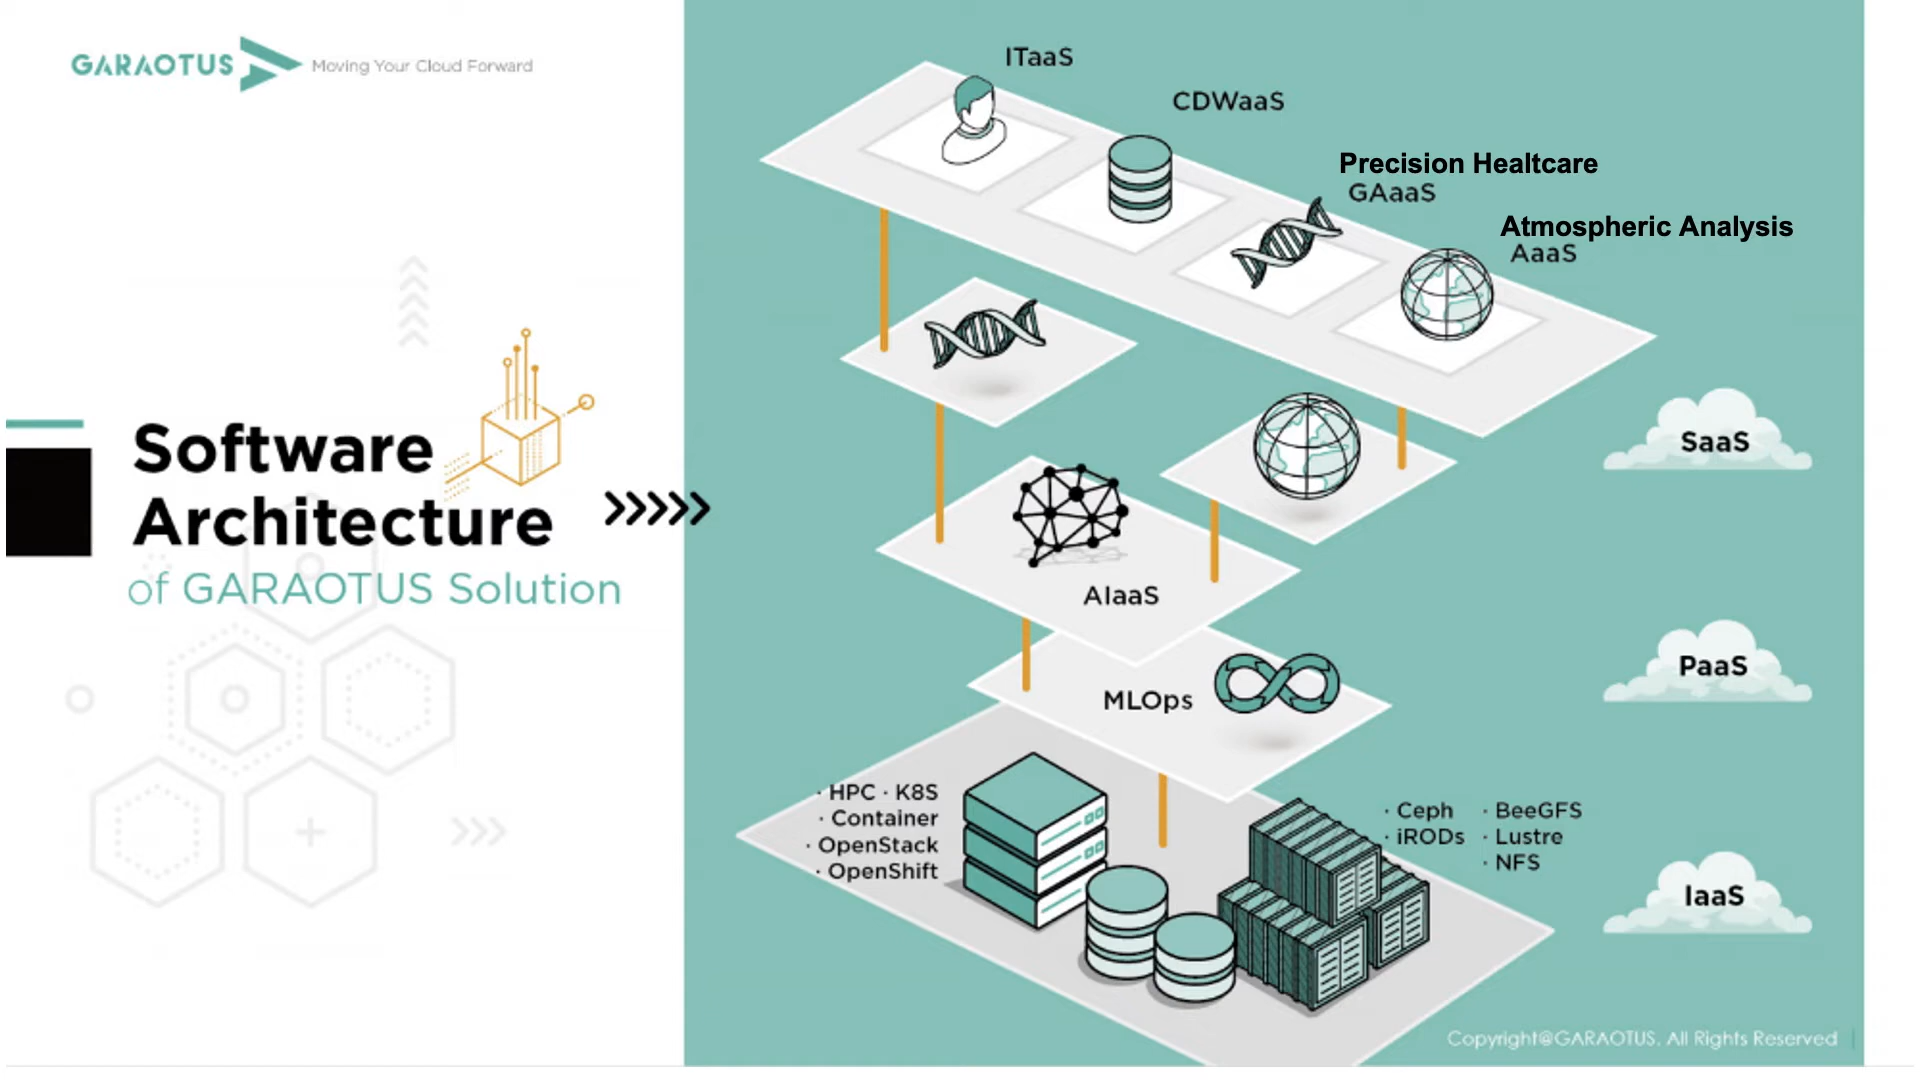 GARAOTUS
Moving Your Cloud Forward
Software
Architecture
of GARAOTUS Solution
ITaaS
CDWaaS
Precision Healtcare
GAaaS
Atmospheric Analysis
AaaS
SaaS
AIaaS
PaaS
MLOps
· HPC · K8S
· Container
· OpenStack
· OpenShift
· Ceph · BeeGFS
· iRODs · Lustre
· NFS
IaaS
Copyright@GARAOTUS. All Rights Reserved